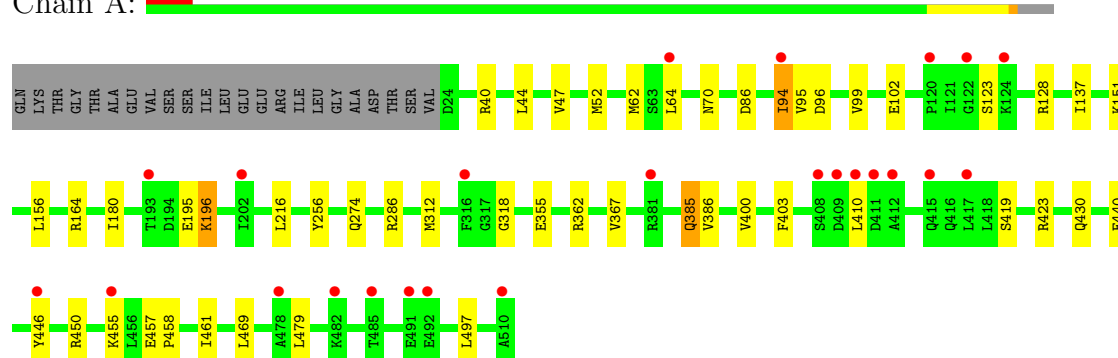 Chain A:
GLN LYS THR GLY THR ALA GLU VAL SER SER ILE LEU GLU GLU ARG ILE LEU GLY ALA ASP THR SER VAL D24 R40 L44 V47 M52 M62 S63 L64 N70 D86 I94 V95 D96 V99 E102 P120 I121 G122 S123 K124 R128 I137 K151
L156 R164 I180 T193 D194 E195 K196 I202 L216 Y256 Q274 R286 M312 F316 G317 G318 E355 R362 V367 R381 Q385 V386 V400 F403 S408 D409 L410 D411 A412 Q415 Q416 L417 L418 S419 R423 Q430
Y446 R450 K455 L456 E457 P458 I461 L469 A478 L479 K482 T485 E491 E492 L497 A510